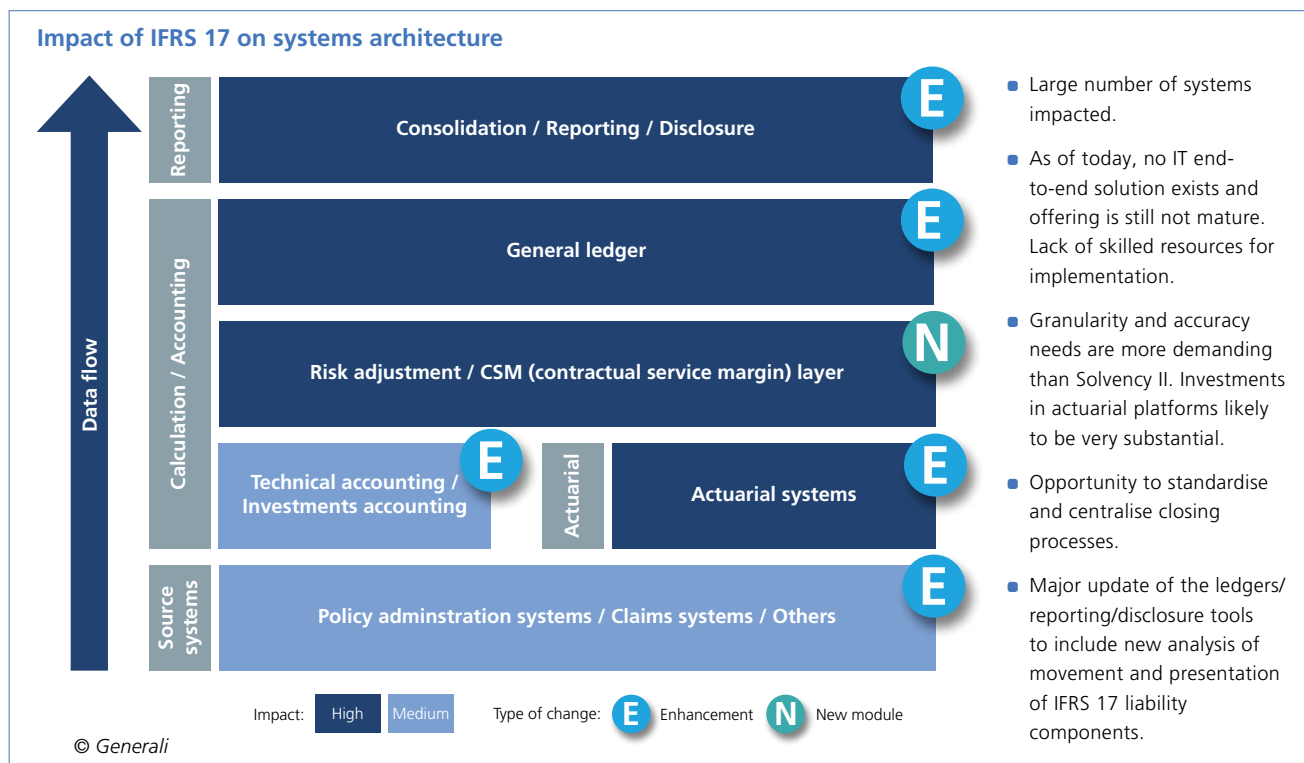 Impact of IFRS 17 on systems architecture
Data flow
Reporting
Consolidation / Reporting / Disclosure
E
Calculation / Accounting
General ledger
E
Risk adjustment / CSM (contractual service margin) layer
N
Technical accounting /
Investments accounting
E
Actuarial
Actuarial systems
E
Source
systems
Policy adminstration systems / Claims systems / Others
E
Impact:
High
Medium
Type of change:
E
Enhancement
N
New module
© Generali
Large number of systems
impacted.
As of today, no IT end-
to-end solution exists and
offering is still not mature.
Lack of skilled resources for
implementation.
Granularity and accuracy
needs are more demanding
than Solvency II. Investments
in actuarial platforms likely
to be very substantial.
Opportunity to standardise
and centralise closing
processes.
Major update of the ledgers/
reporting/disclosure tools
to include new analysis of
movement and presentation
of IFRS 17 liability
components.